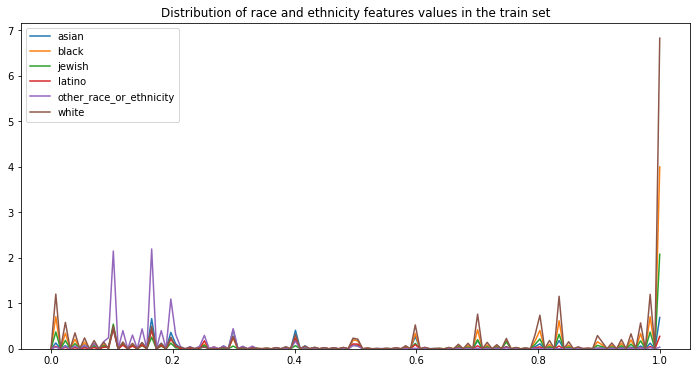 Distribution of race and ethnicity features values in the train set
asian
black
jewish
latino
other_race_or_ethnicity
white
7
6
5
4
3
2
1
0
0.0 0.2 0.4 0.6 0.8 1.0